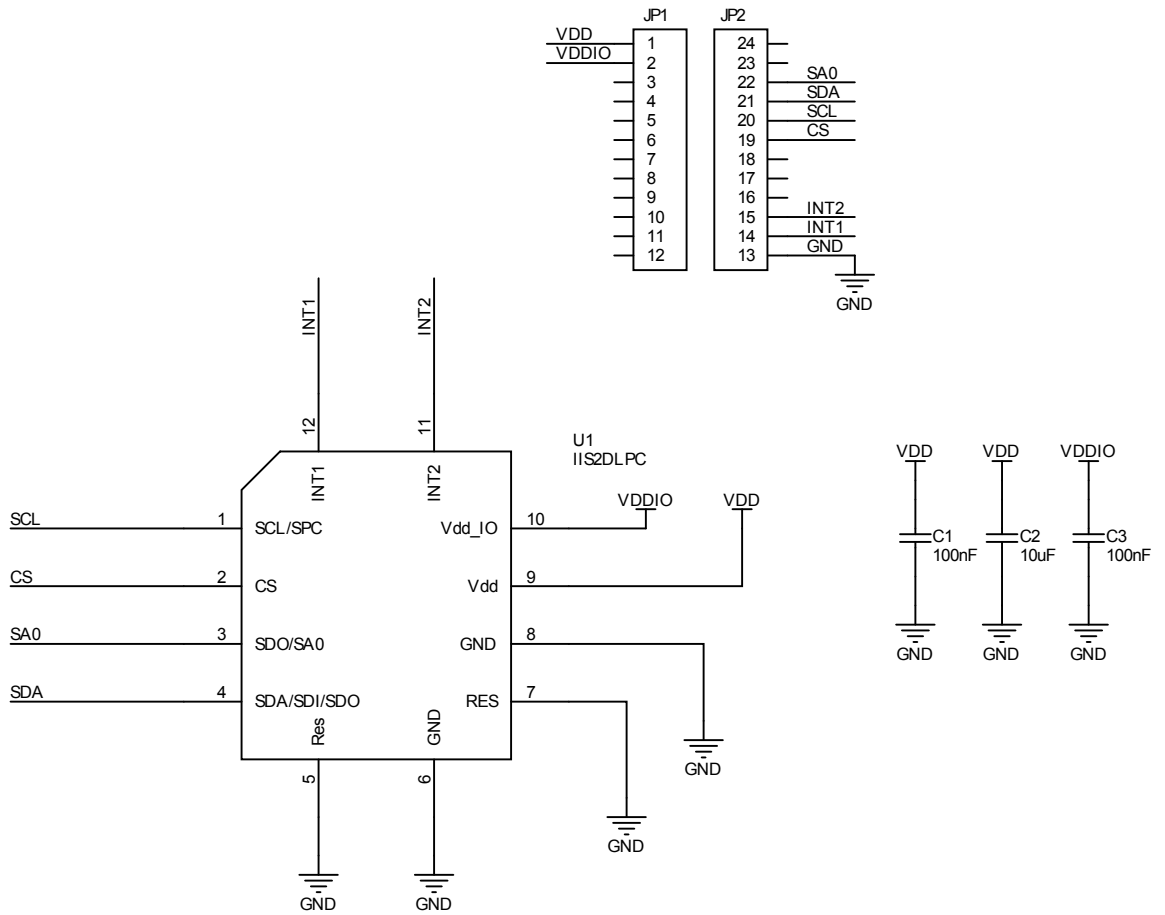 JP1
VDD 1
VDDIO 2
3
4
5
6
7
8
9
10
11
12
JP2
24
23
22 SA0
21 SDA
20 SCL
19 CS
18
17
16
15 INT2
14 INT1
13 GND
GND
INT1
INT2
12
11
U1
IIS2DLPC
INT1
INT2
SCL 1 SCL/SPC
CS 2 CS
SA0 3 SDO/SA0
SDA 4 SDA/SDI/SDO
Vdd_IO 10 VDDIO
Vdd 9 VDD
GND 8
RES 7
Res
GND
5
6
GND
GND
GND
GND
VDD
C1
100nF
GND
VDD
C2
10uF
GND
VDDIO
C3
100nF
GND